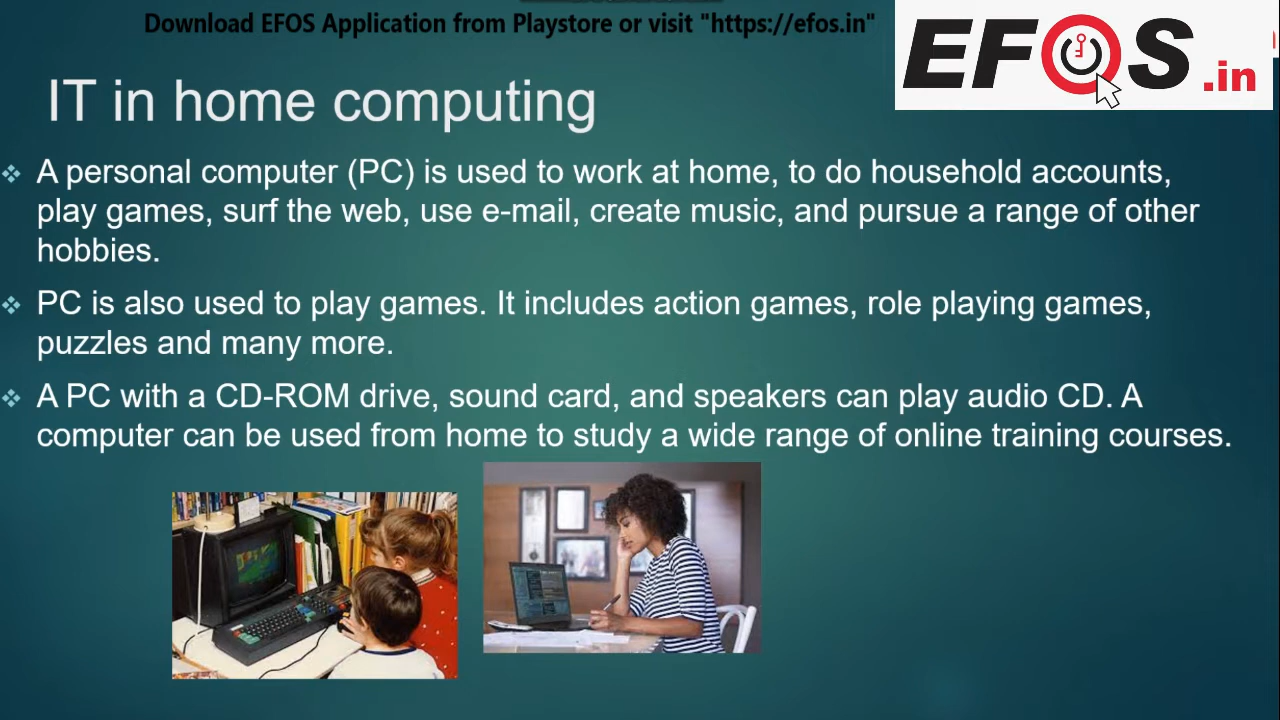 Download EFOS Application from Playstore or visit "https://efos.in"
EFOS.in
IT in home computing
❖ A personal computer (PC) is used to work at home, to do household accounts,
play games, surf the web, use e-mail, create music, and pursue a range of other
hobbies.
❖ PC is also used to play games. It includes action games, role playing games,
puzzles and many more.
❖ A PC with a CD-ROM drive, sound card, and speakers can play audio CD. A
computer can be used from home to study a wide range of online training courses.